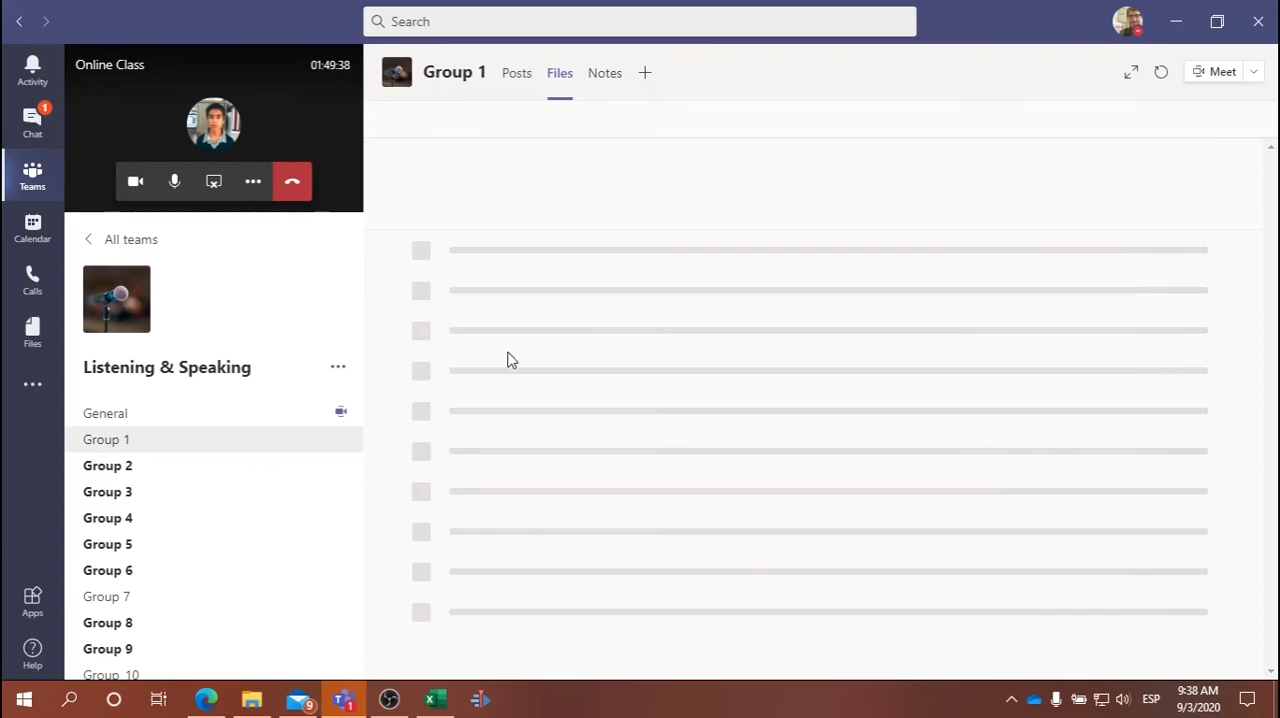 Search
Activity
1
Chat
Teams
Calendar
Calls
Files
Apps
Help
Online Class
01:49:38
All teams
Listening & Speaking
General
Group 1
Group 2
Group 3
Group 4
Group 5
Group 6
Group 7
Group 8
Group 9
Group 10
Group 1
Posts
Files
Notes
Meet
9
1
ESP
9:38 AM
9/3/2020